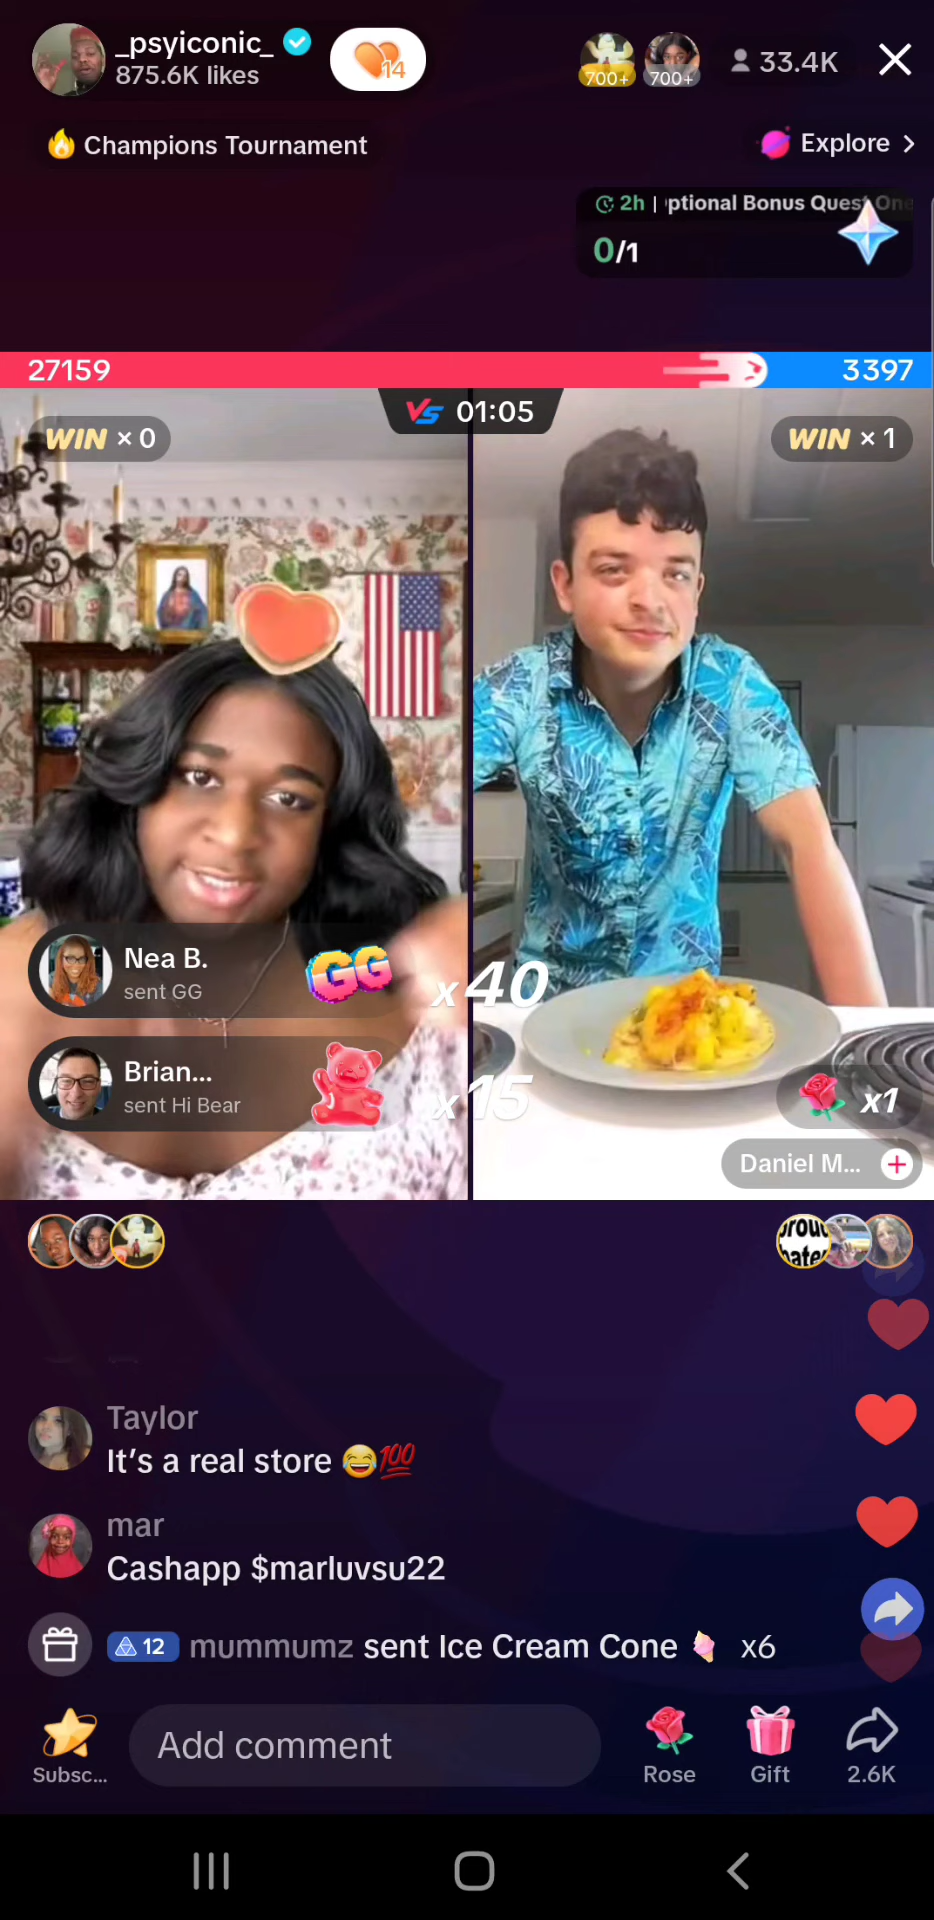 _psyiconic_
875.6K likes
14
700+
700+
33.4K
Champions Tournament
Explore
2h | ptional Bonus Quest One
0/1
27159
3397
VS 01:05
WIN × 0
WIN × 1
Nea B.
sent GG
GG
x40
Brian...
sent Hi Bear
x15
x1
Daniel M...
Taylor
It's a real store 😂💯
mar
Cashapp $marluvsu22
12 mummumz sent Ice Cream Cone x6
Subsc...
Add comment
Rose
Gift
2.6K